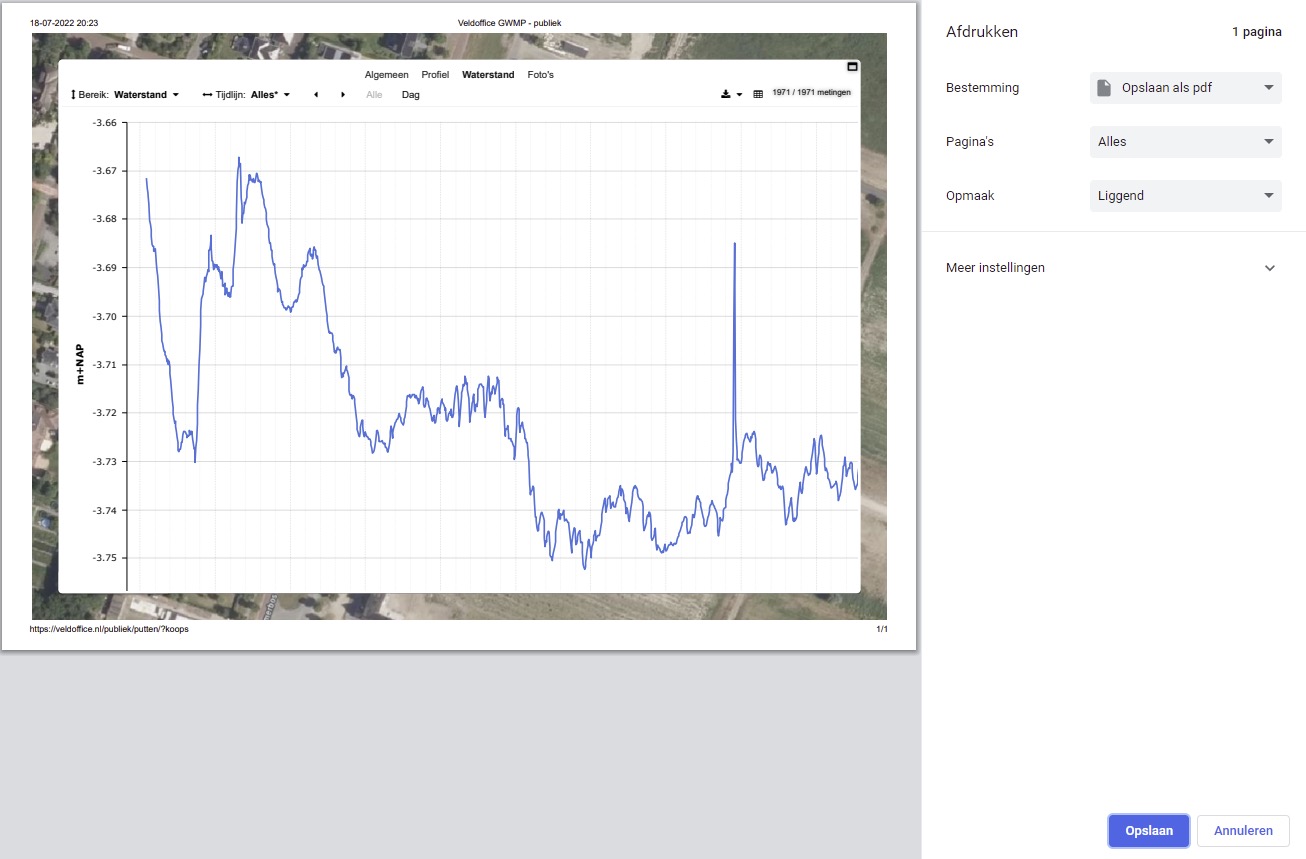 18-07-2022 20:23 Veldoffice GWMP - publiek
Algemeen Profiel Waterstand Foto's
Bereik: Waterstand Tijdlijn: Alles* Alle Dag 1971 / 1971 metingen
-3.66
-3.67
-3.68
-3.69
-3.70
-3.71
-3.72
-3.73
-3.74
-3.75
m+NAP
https://veldoffice.nl/publiek/putten/?koops 1/1
Afdrukken 1 pagina
Bestemming Opslaan als pdf
Pagina's Alles
Opmaak Liggend
Meer instellingen
Opslaan Annuleren